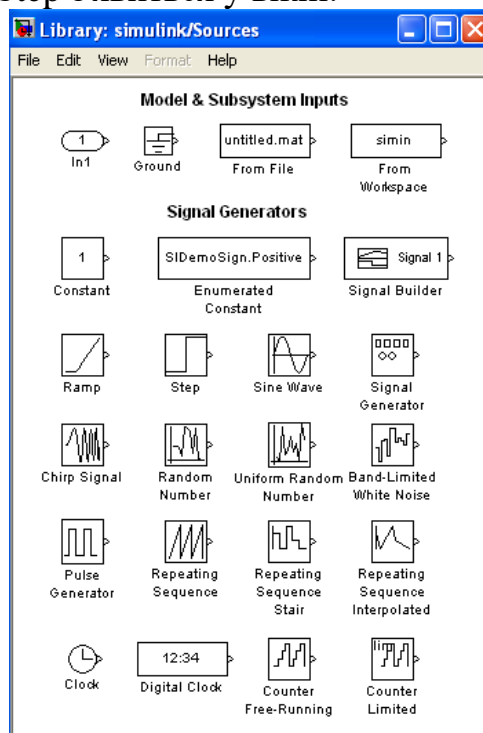 Library: simulink/Sources
File Edit View Format Help
Model & Subsystem Inputs
1 untitled.mat simin
In1 Ground From File From
Workspace
Signal Generators
1 SlDemoSign.Positive Signal 1
Constant Enumerated Signal Builder
Constant
Ramp Step Sine Wave Signal
Generator
Chirp Signal Random Uniform Random Band-Limited
Number Number White Noise
Pulse Repeating Repeating Repeating
Generator Sequence Sequence Sequence
Stair Interpolated
12:34 lim
Clock Digital Clock Counter Counter
Free-Running Limited